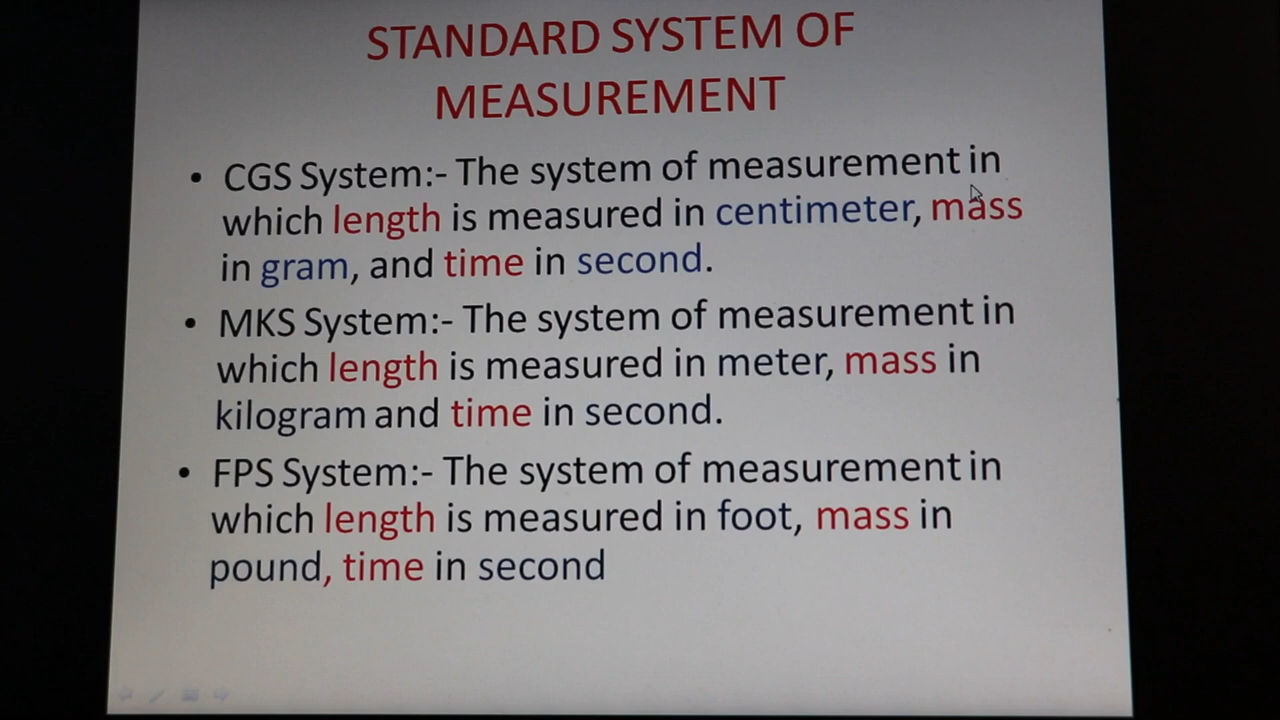 STANDARD SYSTEM OF
MEASUREMENT
• CGS System:- The system of measurement in
which length is measured in centimeter, mass
in gram, and time in second.
• MKS System:- The system of measurement in
which length is measured in meter, mass in
kilogram and time in second.
• FPS System:- The system of measurement in
which length is measured in foot, mass in
pound, time in second